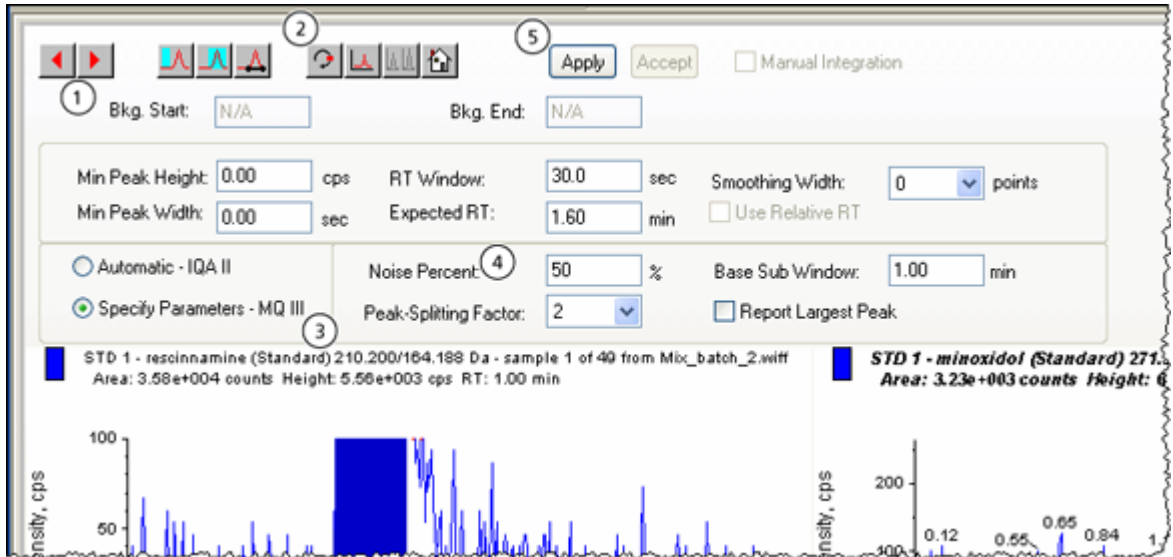 2
5
Apply
Accept
Manual Integration
1
Bkg. Start: N/A
Bkg. End: N/A
Min Peak Height: 0.00 cps
RT Window: 30.0 sec
Smoothing Width: 0 points
Min Peak Width: 0.00 sec
Expected RT: 1.60 min
Use Relative RT
Automatic - IQA II
Noise Percent: 4 50 %
Base Sub Window: 1.00 min
Specify Parameters - MQ III
3
Peak-Splitting Factor: 2
Report Largest Peak
STD 1 - rescinnamine (Standard) 210.200/164.188 Da - sample 1 of 49 from Mix_batch_2.wiff
Area: 3.58e+004 counts Height: 5.56e+003 cps RT: 1.00 min
STD 1 - minoxidol (Standard) 271.
Area: 3.23e+003 counts Height: 6
100
50
ensity, cps
200
100
ensity, cps
0.12
0.55
0.65
0.84